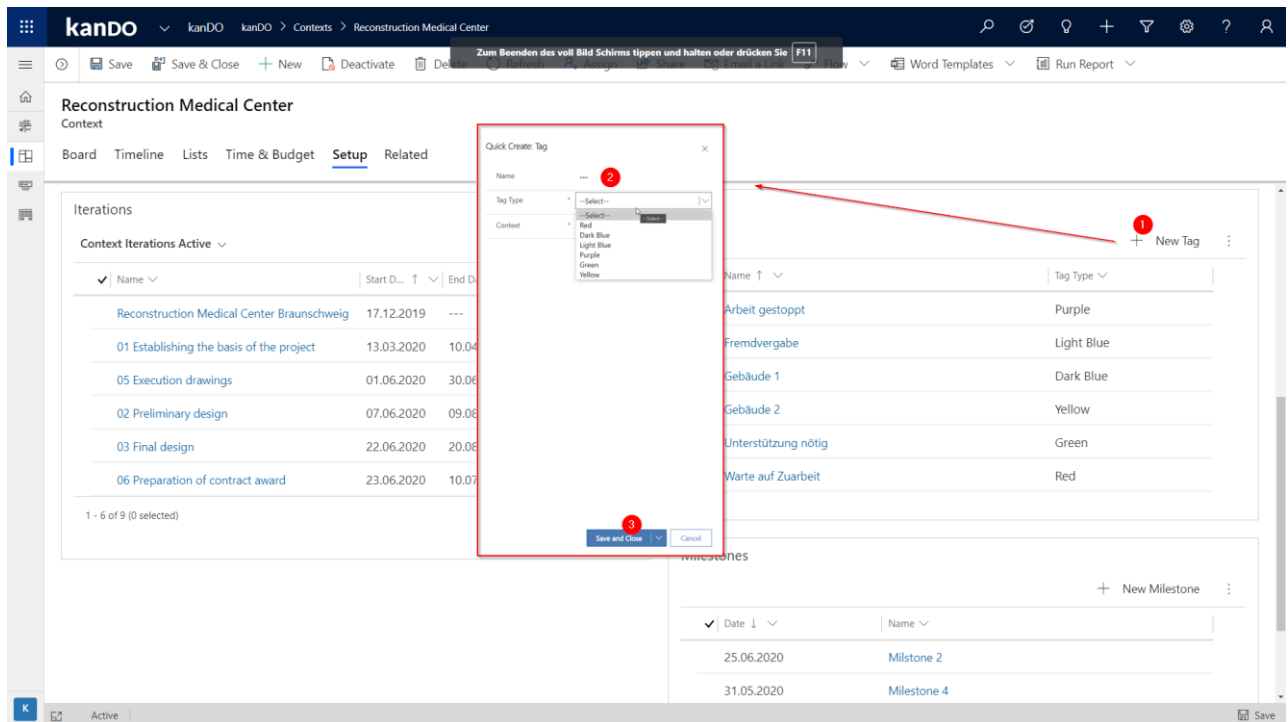 kanDO kanDO kanDO > Contexts > Reconstruction Medical Center
Zum Beenden des voll Bild Schirms tippen und halten oder drücken Sie F11
Save Save & Close + New Deactivate Delete Refresh Assign Share Email a Link Flow Word Templates Run Report
Reconstruction Medical Center
Context
Board Timeline Lists Time & Budget Setup Related
Iterations
Context Iterations Active
Name Start D... ↑ End D
Reconstruction Medical Center Braunschweig 17.12.2019 ---
01 Establishing the basis of the project 13.03.2020 10.04
05 Execution drawings 01.06.2020 30.06
02 Preliminary design 07.06.2020 09.08
03 Final design 22.06.2020 20.08
06 Preparation of contract award 23.06.2020 10.07
1 - 6 of 9 (0 selected)
Quick Create: Tag
Name --- 2
Tag Type * --Select--
--Select--
--Select--
Context * Red
Dark Blue
Light Blue
Purple
Green
Yellow
3
Save and Close Cancel
1
+ New Tag
Name ↑ Tag Type
Arbeit gestoppt Purple
Fremdvergabe Light Blue
Gebäude 1 Dark Blue
Gebäude 2 Yellow
Unterstützung nötig Green
Warte auf Zuarbeit Red
Milestones
+ New Milestone
Date ↓ Name
25.06.2020 Milstone 2
31.05.2020 Milestone 4
K Active Save